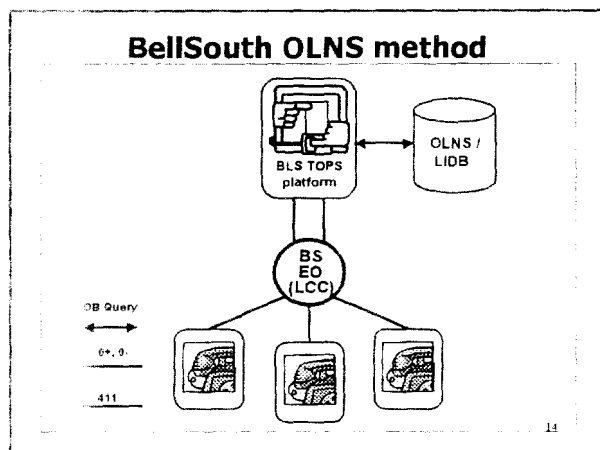 BellSouth OLNS method
BLS TOPS
platform
OLNS /
LIDB
BS
EO
(LCC)
DB Query
0+, 0-
411
14